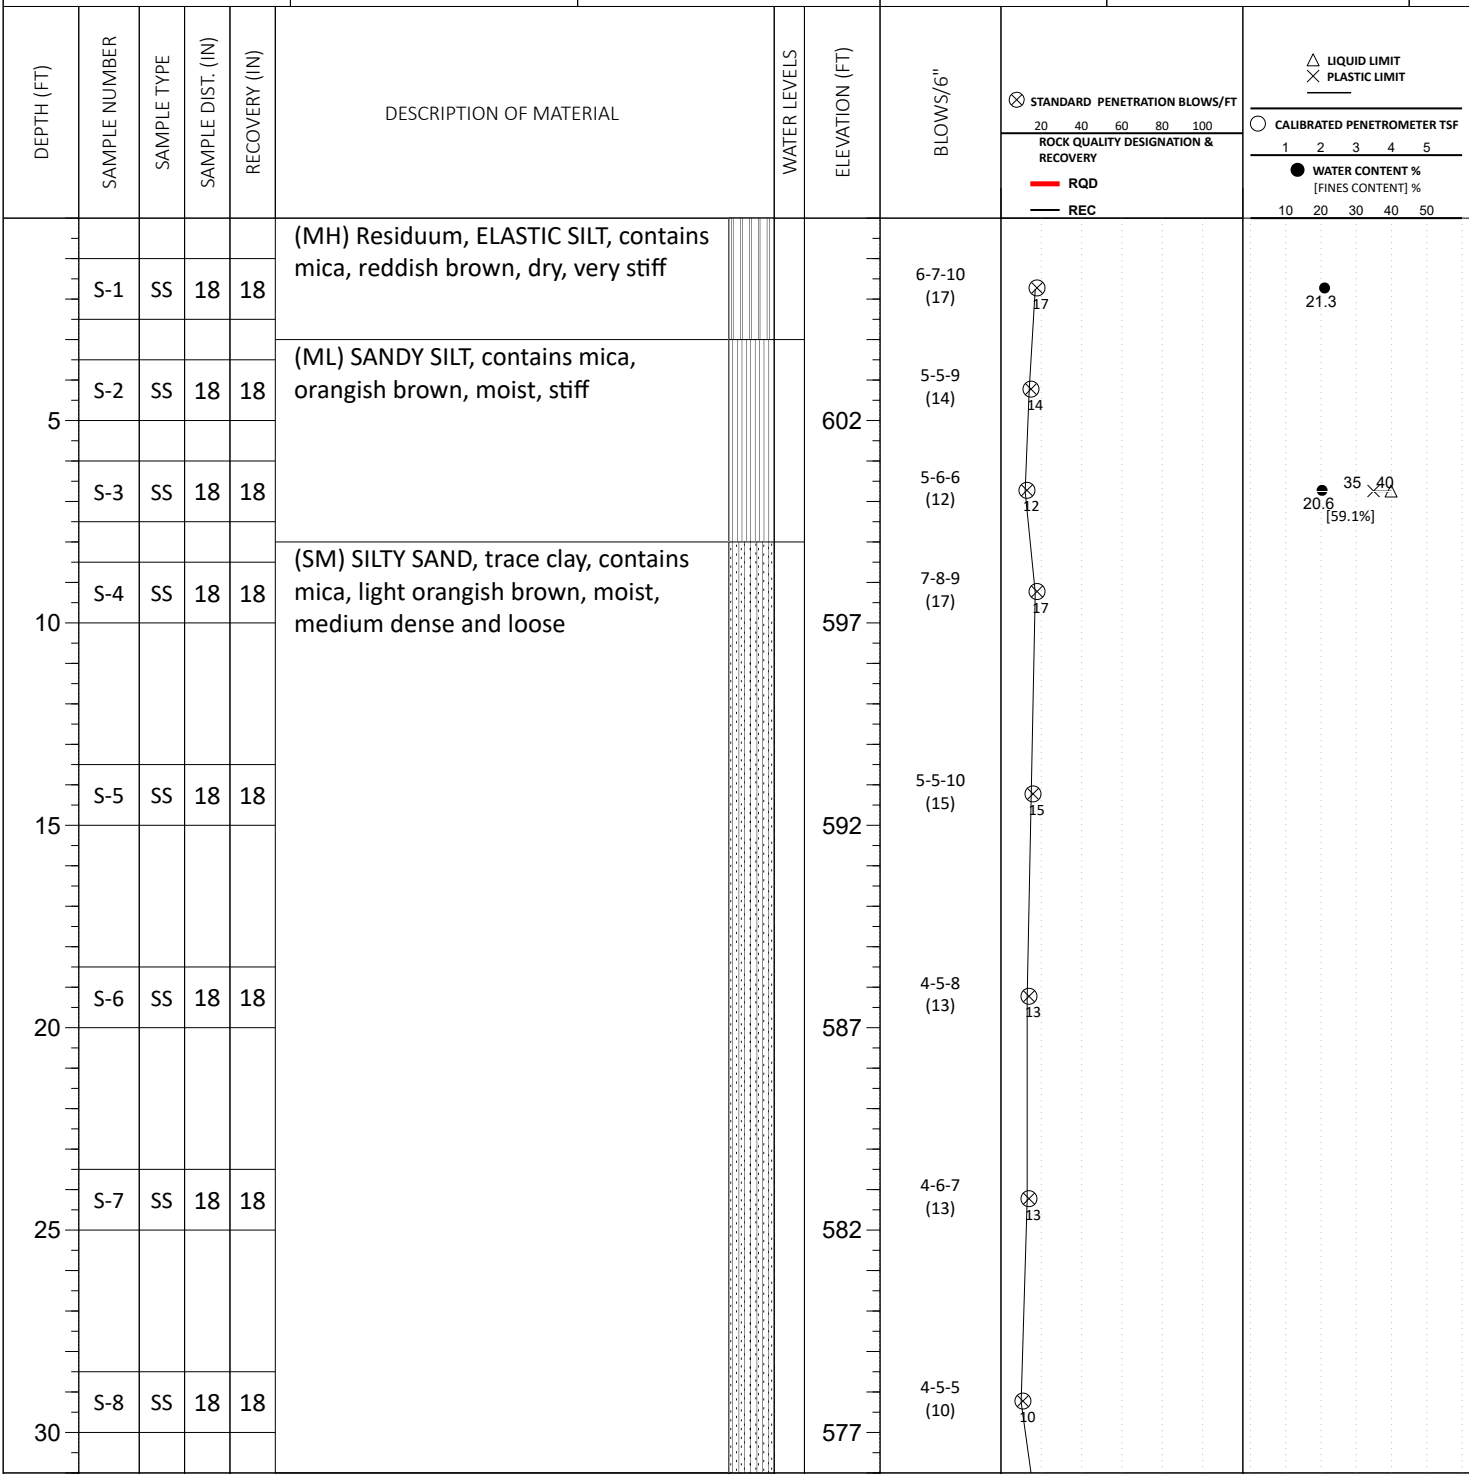 DEPTH (FT)
SAMPLE NUMBER
SAMPLE TYPE
SAMPLE DIST. (IN)
RECOVERY (IN)
DESCRIPTION OF MATERIAL
WATER LEVELS
ELEVATION (FT)
BLOWS/6"
STANDARD PENETRATION BLOWS/FT
20 40 60 80 100
ROCK QUALITY DESIGNATION &
RECOVERY
RQD
REC
LIQUID LIMIT
PLASTIC LIMIT
CALIBRATED PENETROMETER TSF
1 2 3 4 5
WATER CONTENT %
[FINES CONTENT] %
10 20 30 40 50
(MH) Residuum, ELASTIC SILT, contains
mica, reddish brown, dry, very stiff
S-1 SS 18 18
6-7-10
(17)
17
21.3
(ML) SANDY SILT, contains mica,
orangish brown, moist, stiff
S-2 SS 18 18
5-5-9
(14)
14
5
602
S-3 SS 18 18
5-6-6
(12)
12
35 40
20.6
[59.1%]
(SM) SILTY SAND, trace clay, contains
mica, light orangish brown, moist,
medium dense and loose
S-4 SS 18 18
7-8-9
(17)
17
10
597
S-5 SS 18 18
5-5-10
(15)
15
15
592
S-6 SS 18 18
4-5-8
(13)
13
20
587
S-7 SS 18 18
4-6-7
(13)
13
25
582
S-8 SS 18 18
4-5-5
(10)
10
30
577